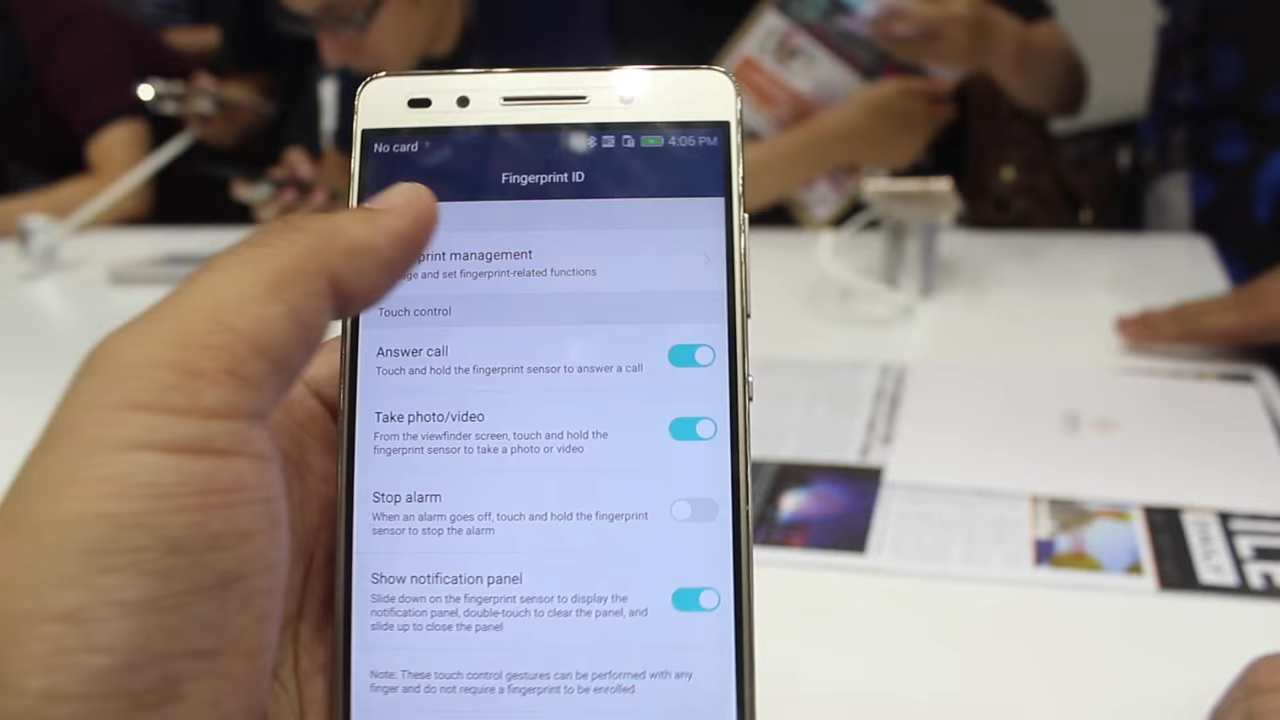 No card
4:06 PM
Fingerprint ID
print management
ge and set fingerprint-related functions
Touch control
Answer call
Touch and hold the fingerprint sensor to answer a call
Take photo/video
From the viewfinder screen, touch and hold the
fingerprint sensor to take a photo or video
Stop alarm
When an alarm goes off, touch and hold the fingerprint
sensor to stop the alarm
Show notification panel
Slide down on the fingerprint sensor to display the
notification panel, double-touch to clear the panel, and
slide up to close the panel
Note: These touch control gestures can be performed with any
finger and do not require a fingerprint to be enrolled